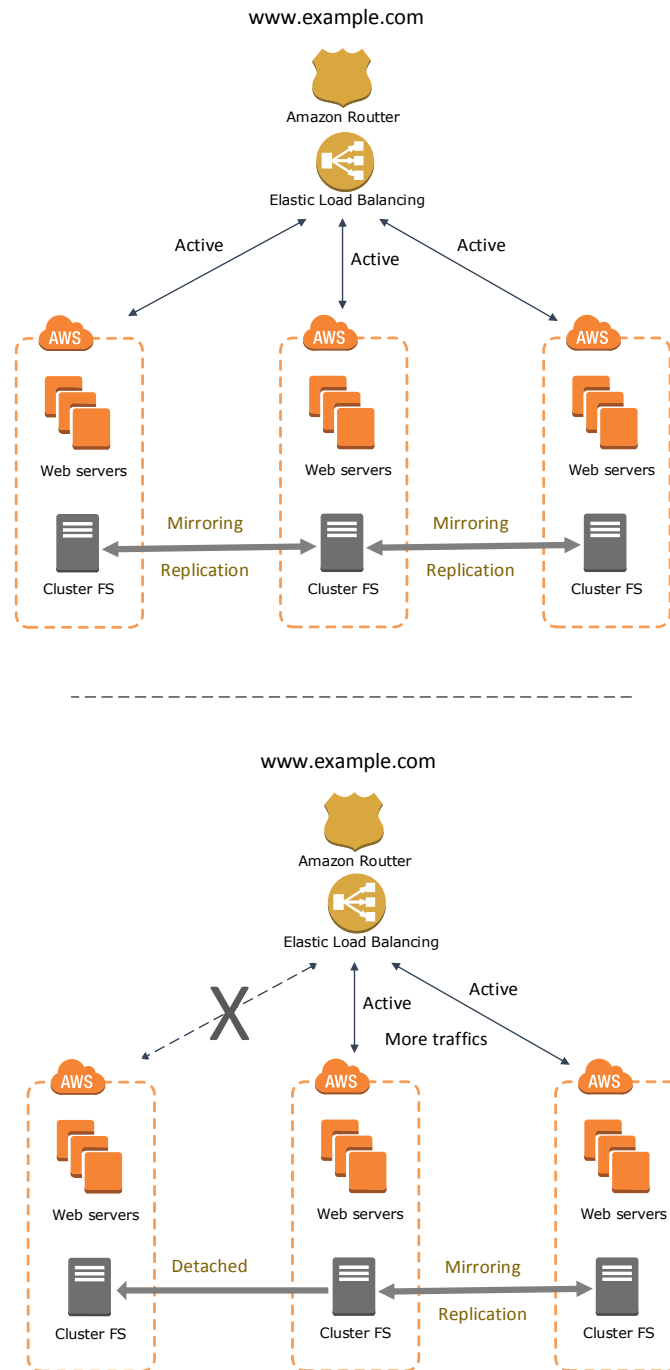 www.example.com
Amazon Routter
Elastic Load Balancing
Active
Active
Active
AWS
AWS
AWS
Web servers
Web servers
Web servers
Mirroring
Mirroring
Replication
Replication
Cluster FS
Cluster FS
Cluster FS
www.example.com
Amazon Routter
Elastic Load Balancing
X
Active
Active
More traffics
AWS
AWS
AWS
Web servers
Web servers
Web servers
Detached
Mirroring
Replication
Cluster FS
Cluster FS
Cluster FS